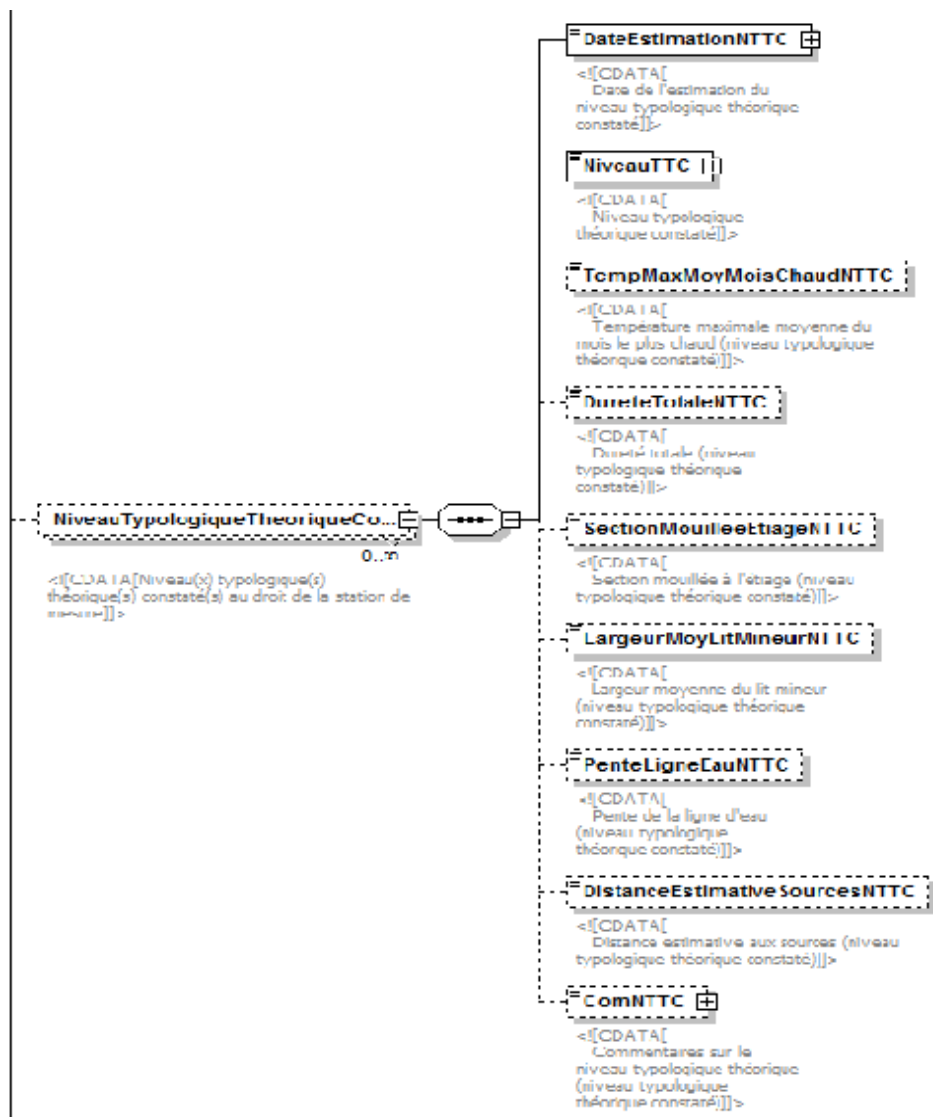 DateEstimationNTTC
<![CDATA[
Date de l'estimation du
niveau typologique théorique
constaté]]>
NiveauTTC
<![CDATA[
Niveau typologique
théorique constaté]]>
TempMaxMoyMoisChaudNTTC
<![CDATA[
Température maximale moyenne du
mois le plus chaud (niveau typologique
théorique constaté)]]>
DureteTotaleNTTC
<![CDATA[
Dureté totale (niveau
typologique théorique
constaté)]]>
NiveauTypologiqueTheoriqueCo...
0..∞
<![CDATA[Niveau(x) typologique(s)
théorique(s) constaté(s) au droit de la station de
mesure]]>
SectionMouilleeEtiageNTTC
<![CDATA[
Section mouillée à l'étiage (niveau
typologique théorique constaté)]]>
LargeurMoyLitMineurNTTC
<![CDATA[
Largeur moyenne du lit mineur
(niveau typologique théorique
constaté)]]>
PenteLigneEauNTTC
<![CDATA[
Pente de la ligne d'eau
(niveau typologique
théorique constaté)]]>
DistanceEstimativeSourcesNTTC
<![CDATA[
Distance estimative aux sources (niveau
typologique théorique constaté)]]>
ComNTTC
<![CDATA[
Commentaires sur le
niveau typologique théorique
(niveau typologique
théorique constaté)]]>